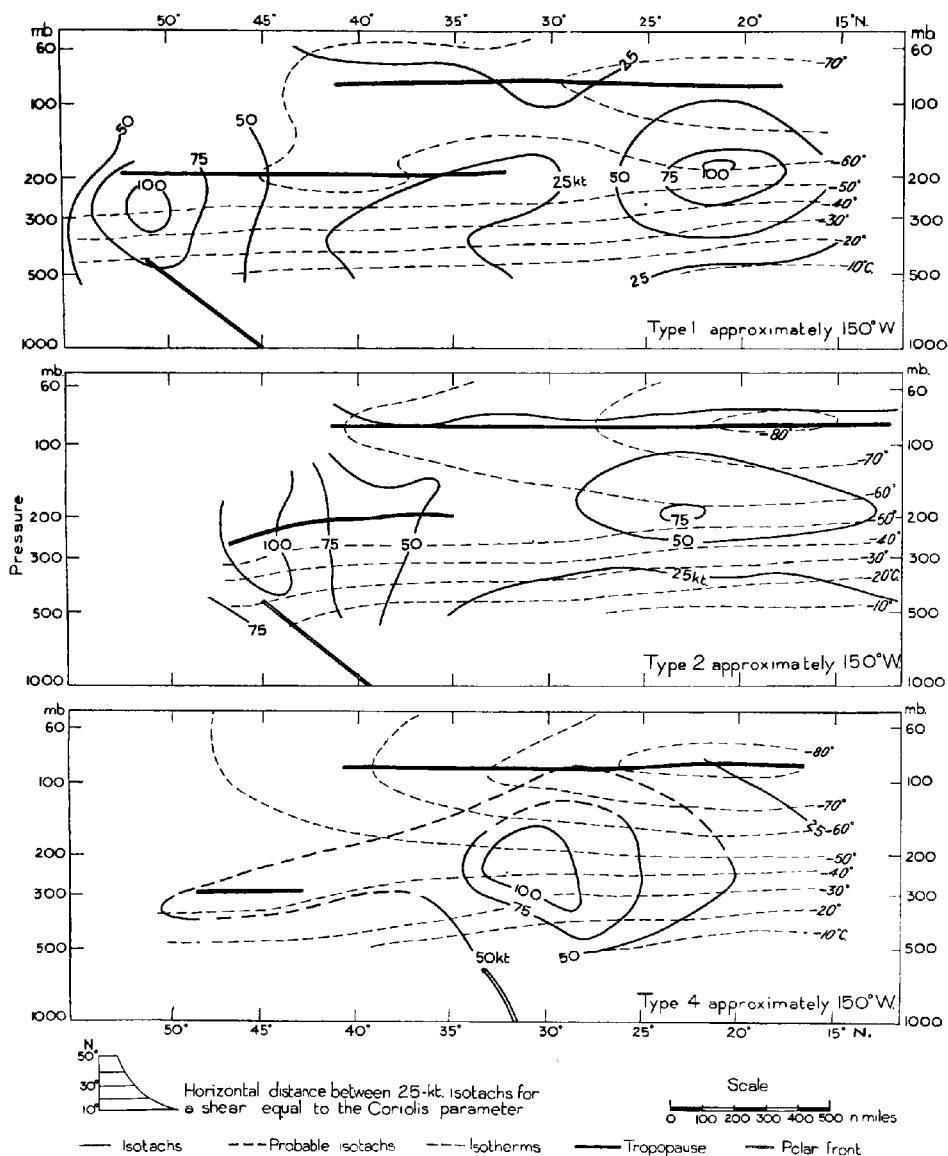 50° 45° 40° 35° 30° 25° 20° 15°N.
mb mb
60 60
100 100
200 200
300 300
500 500
1000 1000
50 50 25 -70°
75 100 25kt 50 75 100 -60°
-50°
-40°
-30°
-20°
25 -10°C.
Type 1 approximately 150°W
mb. mb.
60 60
100 100
200 200
300 300
500 500
1000 1000
Pressure
-80°
-70°
-60°
75 50°
100 75 50 50 -40°
-30°
25kt -20°C.
75 -10°
Type 2 approximately 150°W.
mb mb.
60 60
100 100
200 200
300 300
500 500
1000 1000
-80°
-70°
25 -60°
-50°
-40°
100 -30°
75 -20°
50kt 50 -10°C.
Type 4 approximately 150°W.
50° 45° 40° 35° 30° 25° 20° 15° N.
N.
50°
30°
10°
Horizontal distance between 25-kt. isotachs for
a shear equal to the Coriolis parameter
Scale
0 100 200 300 400 500 n miles
Isotachs Probable isotachs Isotherms Tropopause Polar front